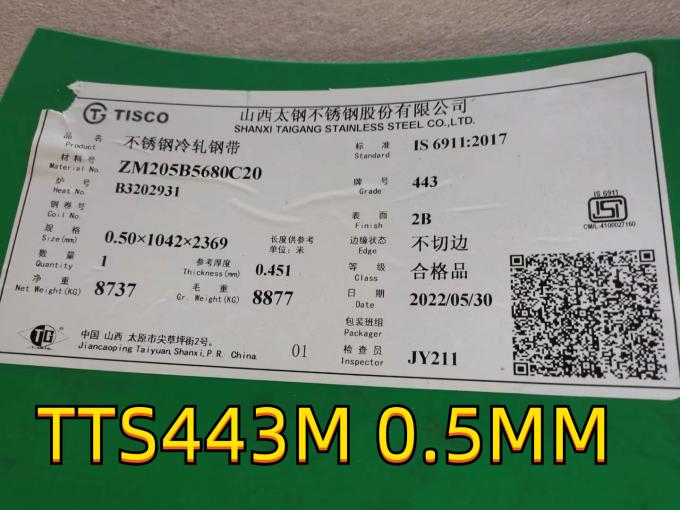 TISCO
山西太钢不锈钢股份有限公司
SHANXI TAIGANG STAINLESS STEEL CO.,LTD.
品 名 不锈钢冷轧钢带 标 准 IS 6911:2017
Product Standard
材料号 ZM205B5680C20 牌号 443
Material No. Grade
炉 号 B3202931
Heat No.
钢卷号 表 面 2B
Coil No. Finish
规 格 0.50×1042×2369 长度供参考 边缘状态 不切边
Size(mm) 单位:米 Edge
数 量 1 参考厚度 0.451 等 级 合格品
Quantity Thickness(mm) Class
净 重 8737 毛 重 8877 日 期 2022/05/30
Net Weight(KG) Gr. Weight(KG) Date
包装班组
Packager
中国 山西 太原市尖草坪街2号。 01 检查员 JY211
Jiancaoping Taiyuan,Shanxi,P.R. China Inspector
TG
IS 6911
ISI
CM/L-4100027160
TTS443M 0.5MM